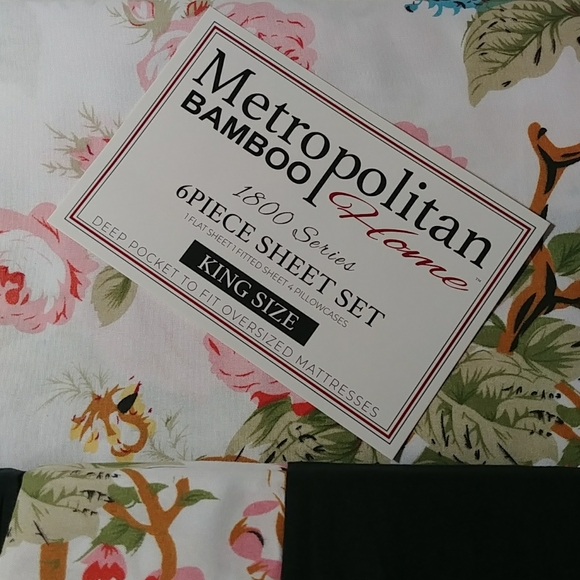 Metropolitan
BAMBOO Home™
1800 Series
6PIECE SHEET SET
1 FLAT SHEET 1 FITTED SHEET 4 PILLOWCASES
KING SIZE
DEEP POCKET TO FIT OVERSIZED MATTRESSES